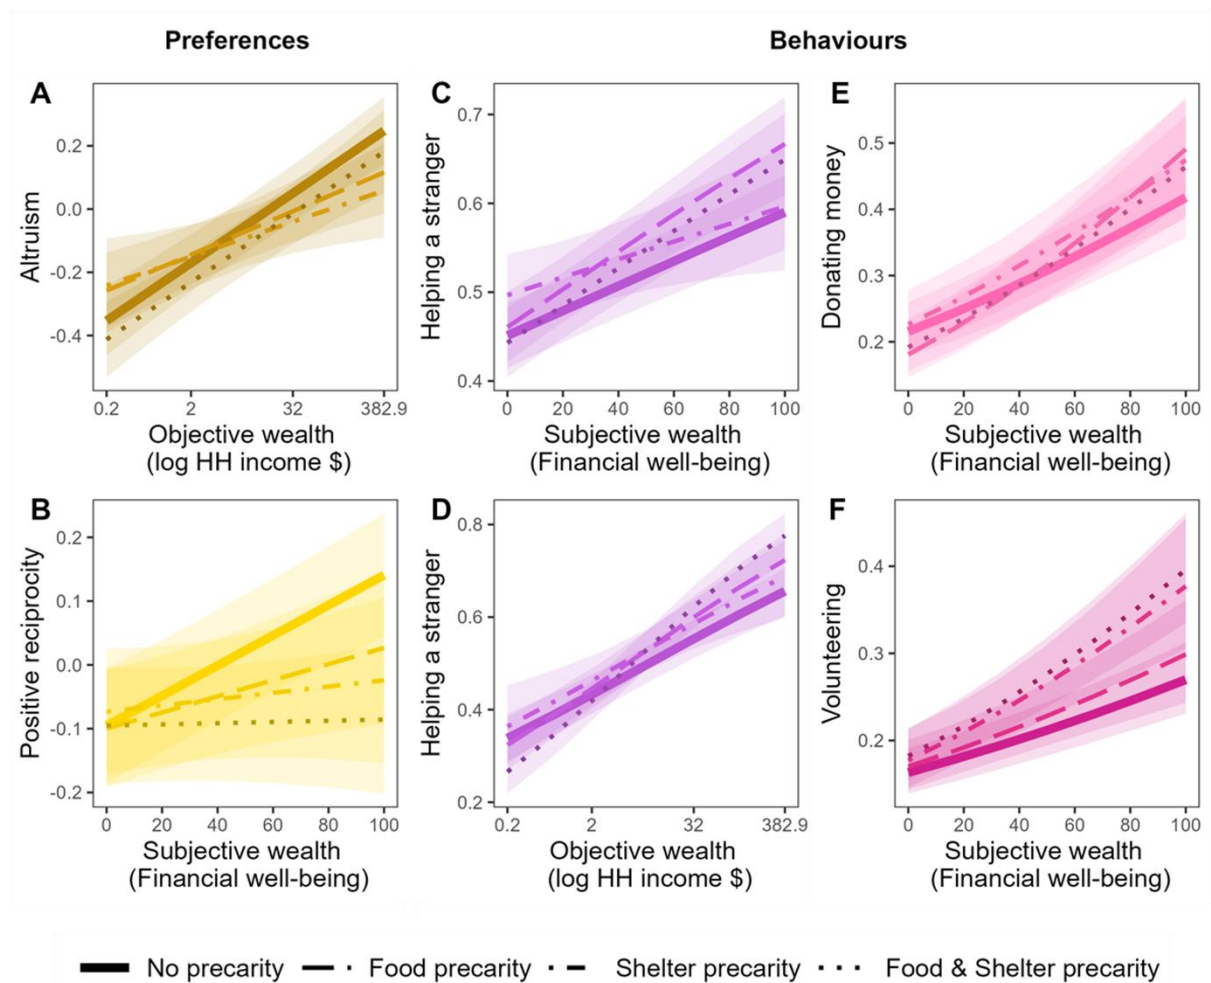 Preferences
Behaviours
A
Altruism
0.2
0.0
-0.2
-0.4
0.2
2
32
382.9
Objective wealth
(log HH income $)
C
Helping a stranger
0.7
0.6
0.5
0.4
0
20
40
60
80
100
Subjective wealth
(Financial well-being)
E
Donating money
0.5
0.4
0.3
0.2
0
20
40
60
80
100
Subjective wealth
(Financial well-being)
B
Positive reciprocity
0.2
0.1
0.0
-0.1
-0.2
0
20
40
60
80
100
Subjective wealth
(Financial well-being)
D
Helping a stranger
0.8
0.6
0.4
0.2
0.2
2
32
382.9
Objective wealth
(log HH income $)
F
Volunteering
0.4
0.3
0.2
0
20
40
60
80
100
Subjective wealth
(Financial well-being)
No precarity
Food precarity
Shelter precarity
Food & Shelter precarity